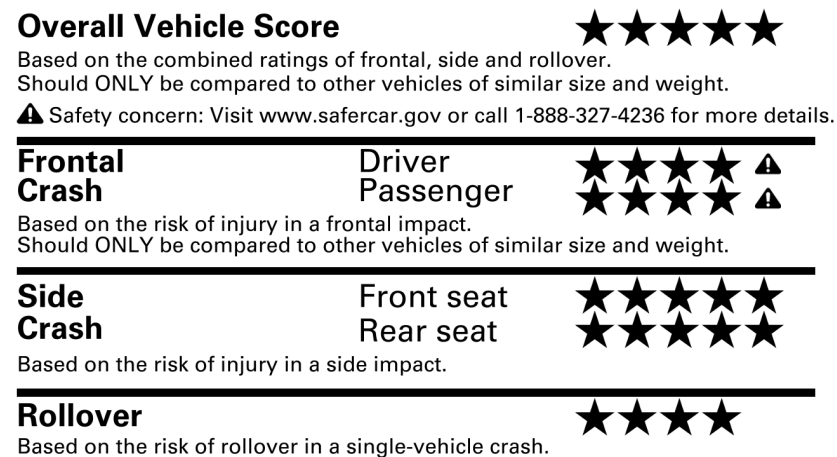 Overall Vehicle Score ★★★★★
Based on the combined ratings of frontal, side and rollover.
Should ONLY be compared to other vehicles of similar size and weight.
⚠ Safety concern: Visit www.safercar.gov or call 1-888-327-4236 for more details.
Frontal Driver ★★★★ ⚠
Crash Passenger ★★★★ ⚠
Based on the risk of injury in a frontal impact.
Should ONLY be compared to other vehicles of similar size and weight.
Side Front seat ★★★★★
Crash Rear seat ★★★★★
Based on the risk of injury in a side impact.
Rollover ★★★★
Based on the risk of rollover in a single-vehicle crash.